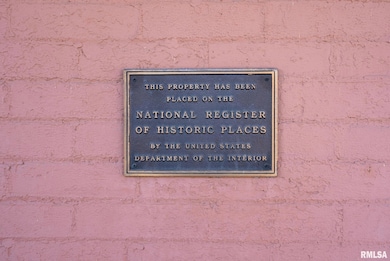 THIS PROPERTY HAS BEEN
PLACED ON THE
NATIONAL REGISTER
OF HISTORIC PLACES
BY THE UNITED STATES
DEPARTMENT OF THE INTERIOR
RMLSA